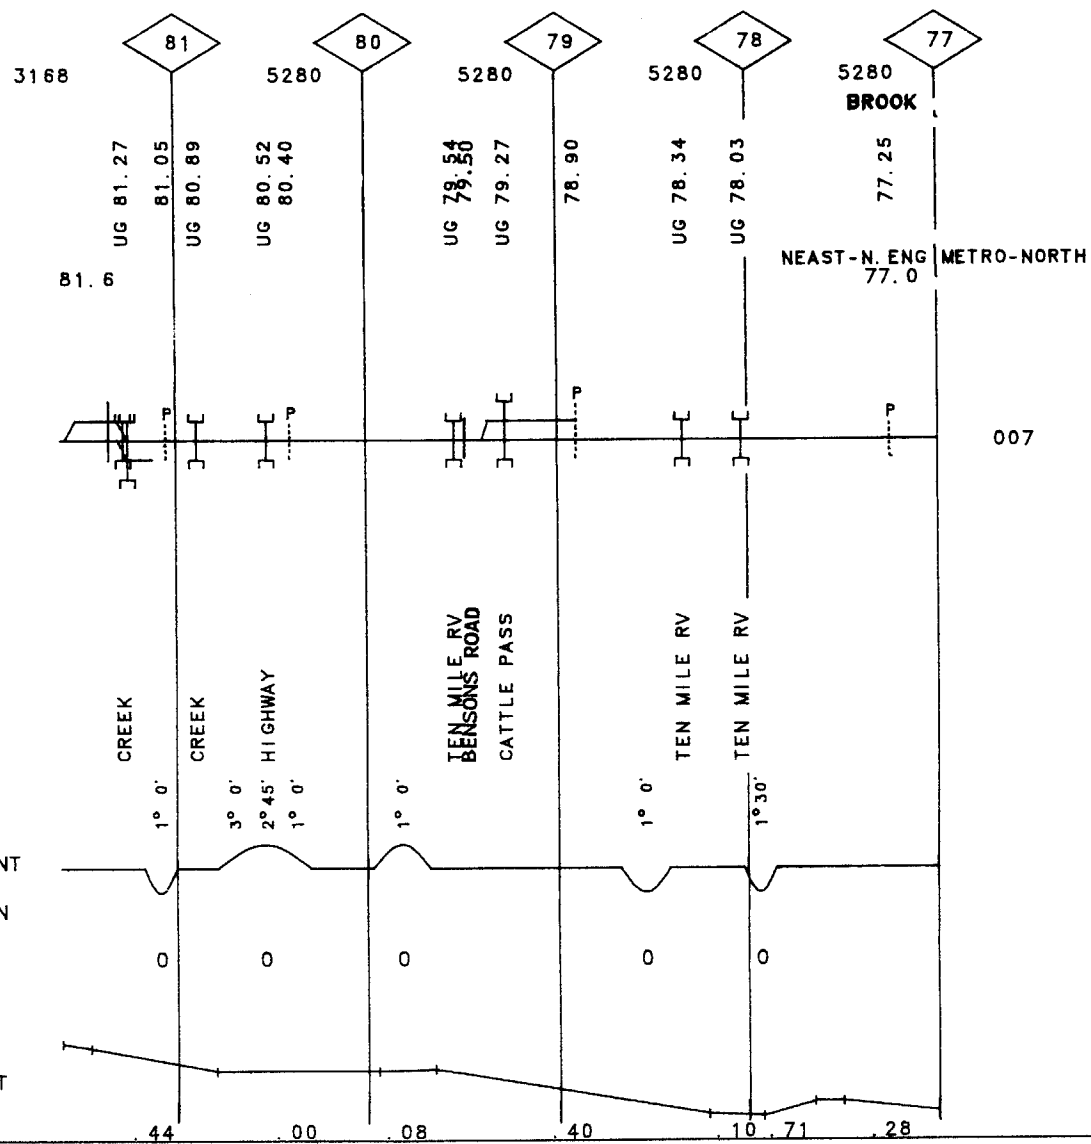 81 80 79 78 77
3168 5280 5280 5280 5280
BROOK
UG 81.27
81.05
UG 80.89
UG 80.52
80.40
UG 79.54
79.50
UG 79.27
78.90
UG 78.34
UG 78.03
77.25
NEAST-N. ENG METRO-NORTH
81.6 77.0
P P P P
007
CREEK
CREEK
HIGHWAY
TEN MILE RV
BENSONS ROAD
CATTLE PASS
TEN MILE RV
TEN MILE RV
1° 0'
3° 0'
2° 45'
1° 0'
1° 0'
1° 0'
1° 30'
NT
N
0 0 0 0 0
T
.44 .00 .08 .40 .10 .71 .28